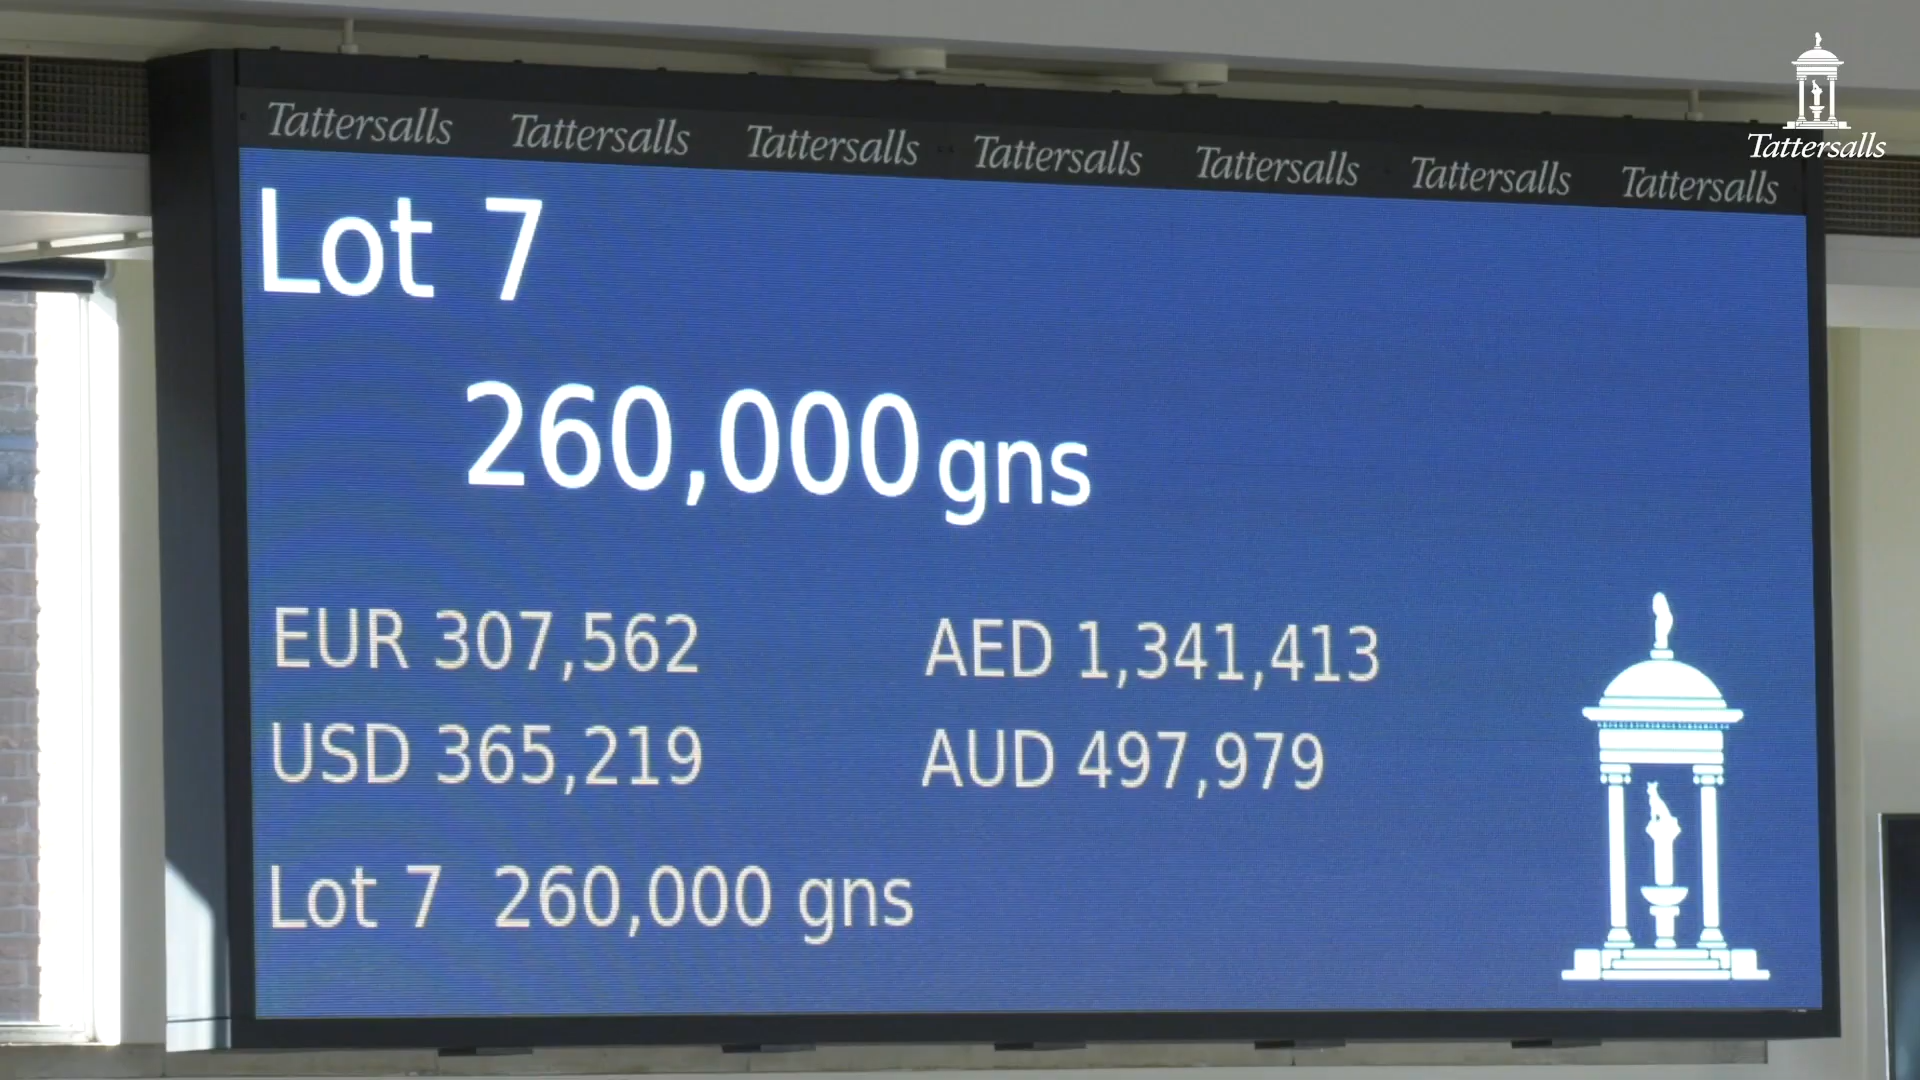 Tattersalls
Tattersalls Tattersalls Tattersalls Tattersalls Tattersalls Tattersalls Tattersalls
Lot 7
260,000 gns
EUR 307,562 AED 1,341,413
USD 365,219 AUD 497,979
Lot 7 260,000 gns